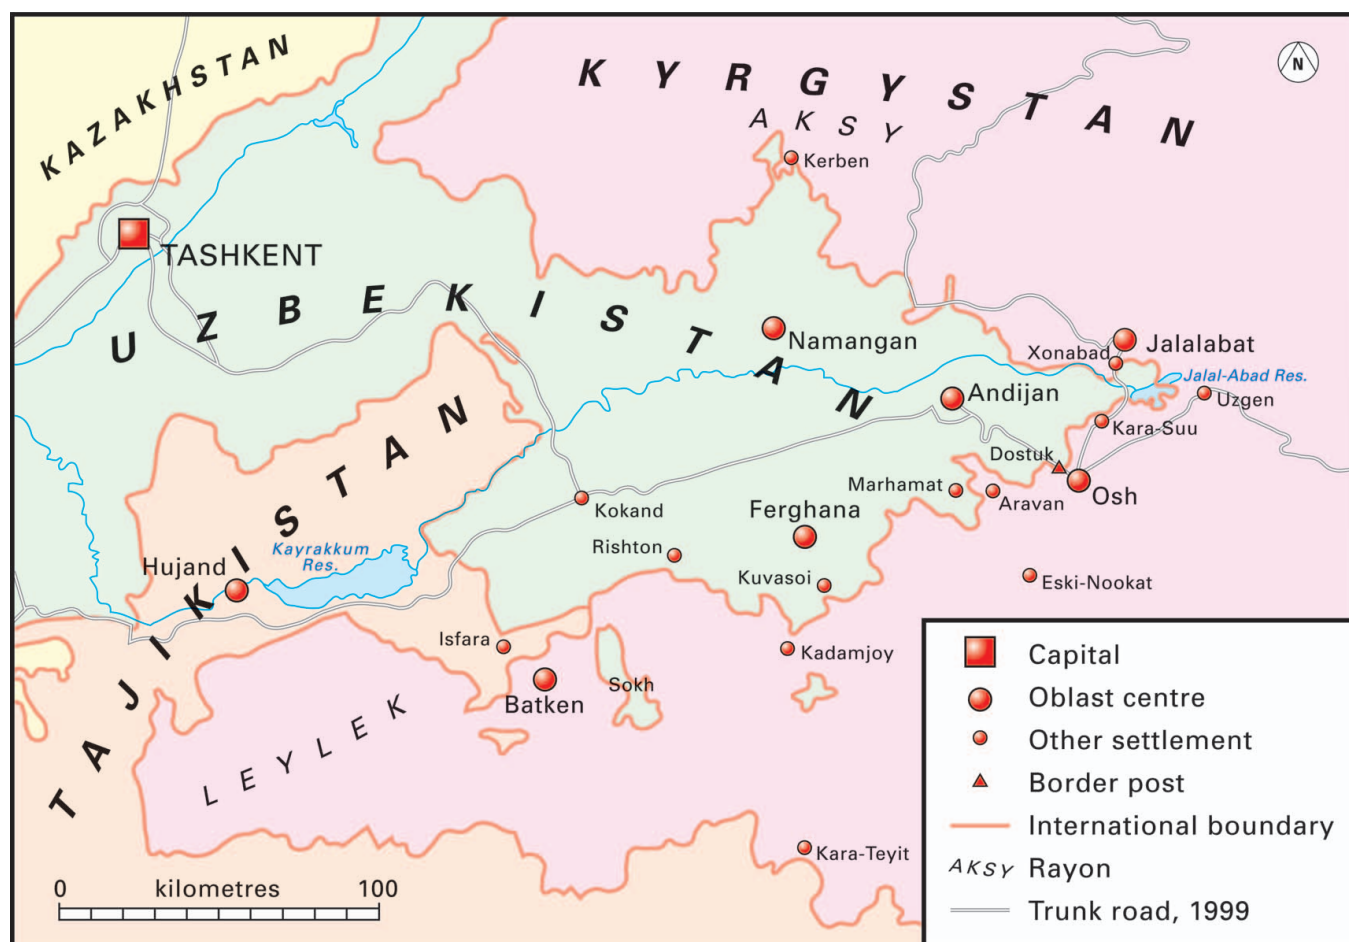 KAZAKHSTAN
KYRGYSTAN
AKSY
N
Kerben
TASHKENT
UZBEKISTAN
Namangan
Jalalabat
Xonabad
Jalal-Abad Res.
Uzgen
Andijan
Kara-Suu
Dostuk
Osh
Marhamat
Aravan
Kokand
Ferghana
Rishton
Kuvasoi
Eski-Nookat
TAJIKISTAN
Hujand
Kayrakkum
Res.
Isfara
Kadamjoy
Batken
Sokh
LEYLEK
Kara-Teyit
0 kilometres 100
Capital
Oblast centre
Other settlement
Border post
International boundary
AKSY Rayon
Trunk road, 1999